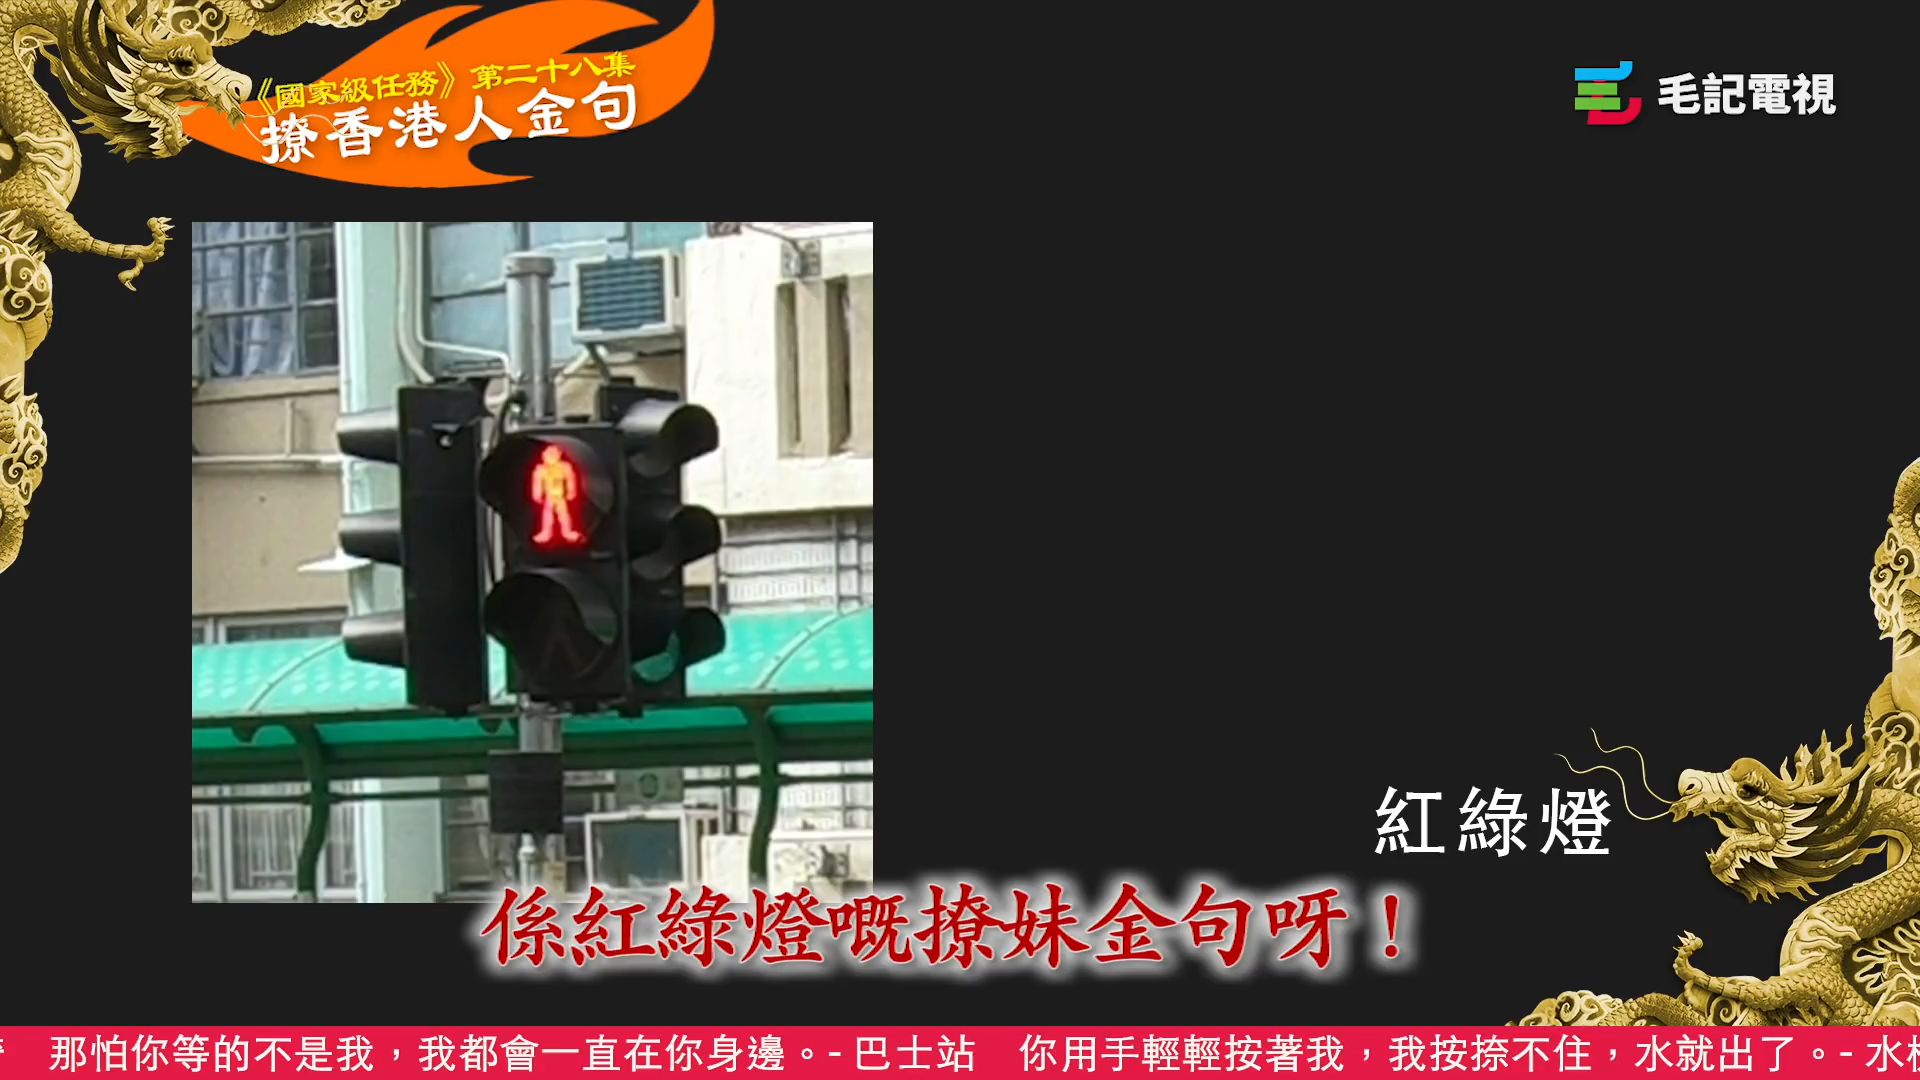 《國家級任務》第二十八集
撩香港人金句
毛記電視
紅綠燈
係紅綠燈嘅撩妹金句呀！
那怕你等的不是我，我都會一直在你身邊。- 巴士站　你用手輕輕按著我，我按捺不住，水就出了。- 水